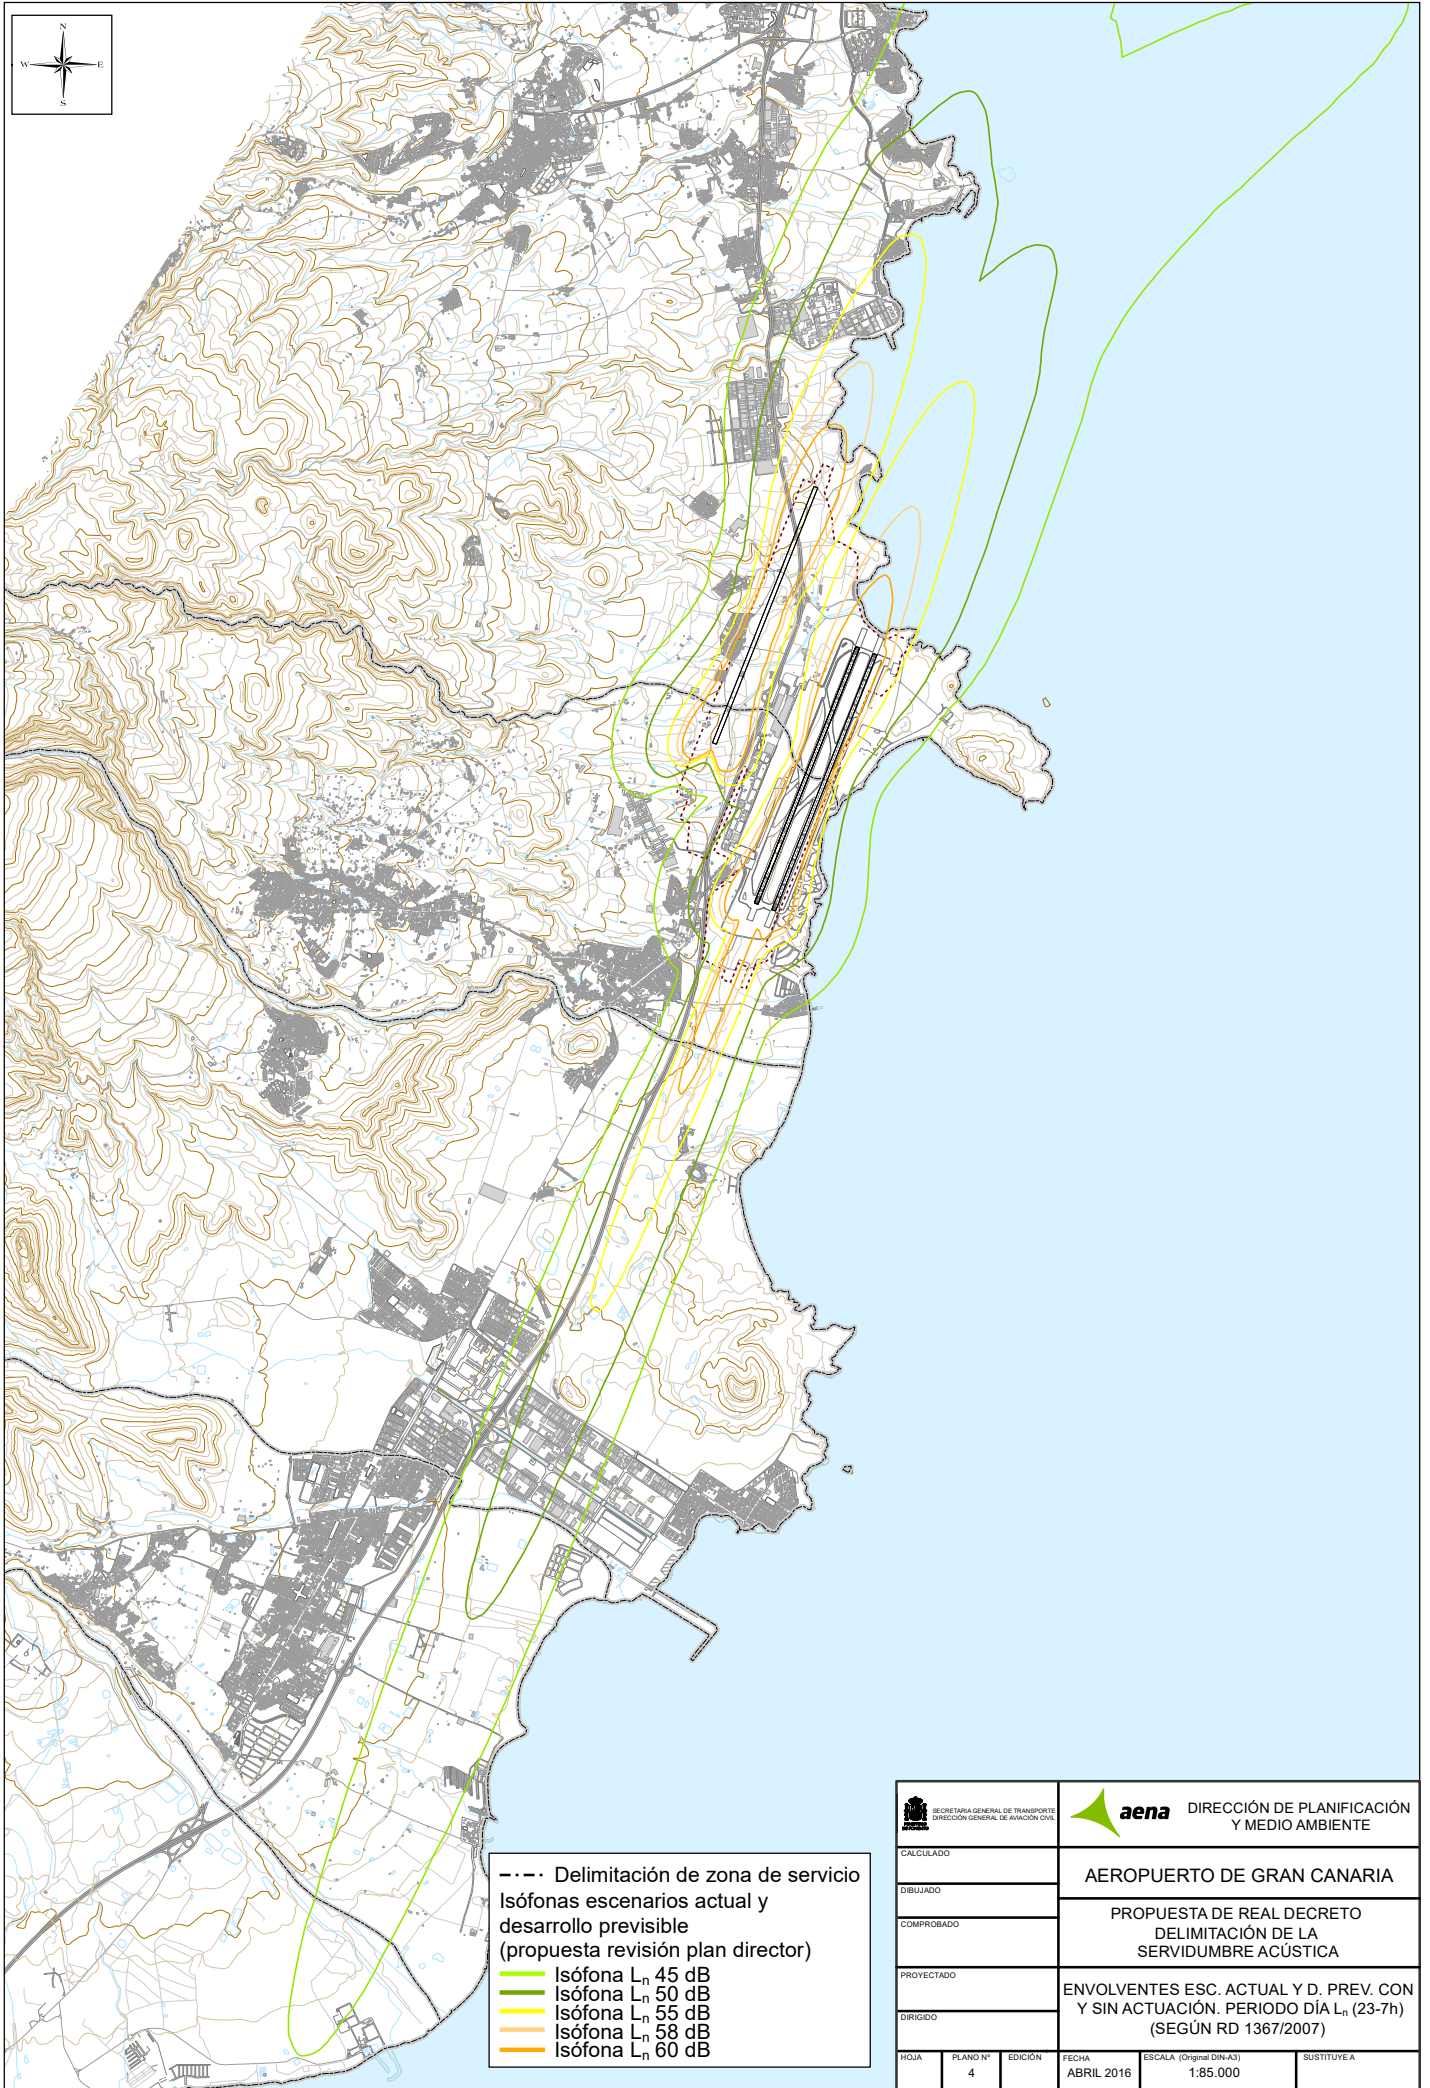 N
W E
S
Delimitación de zona de servicio
Isófonas escenarios actual y
desarrollo previsible
(propuesta revisión plan director)
Isófona Ln 45 dB
Isófona Ln 50 dB
Isófona Ln 55 dB
Isófona Ln 58 dB
Isófona Ln 60 dB
SECRETARIA GENERAL DE TRANSPORTE
DIRECCIÓN GENERAL DE AVIACIÓN CIVIL
MINISTERIO
DE FOMENTO
aena
DIRECCIÓN DE PLANIFICACIÓN
Y MEDIO AMBIENTE
CALCULADO
DIBUJADO
COMPROBADO
PROYECTADO
DIRIGIDO
AEROPUERTO DE GRAN CANARIA
PROPUESTA DE REAL DECRETO
DELIMITACIÓN DE LA
SERVIDUMBRE ACÚSTICA
ENVOLVENTES ESC. ACTUAL Y D. PREV. CON
Y SIN ACTUACIÓN. PERIODO DÍA Ln (23-7h)
(SEGÚN RD 1367/2007)
HOJA
PLANO Nº
4
EDICIÓN
FECHA
ABRIL 2016
ESCALA (Original DIN-A3)
1:85.000
SUSTITUYE A